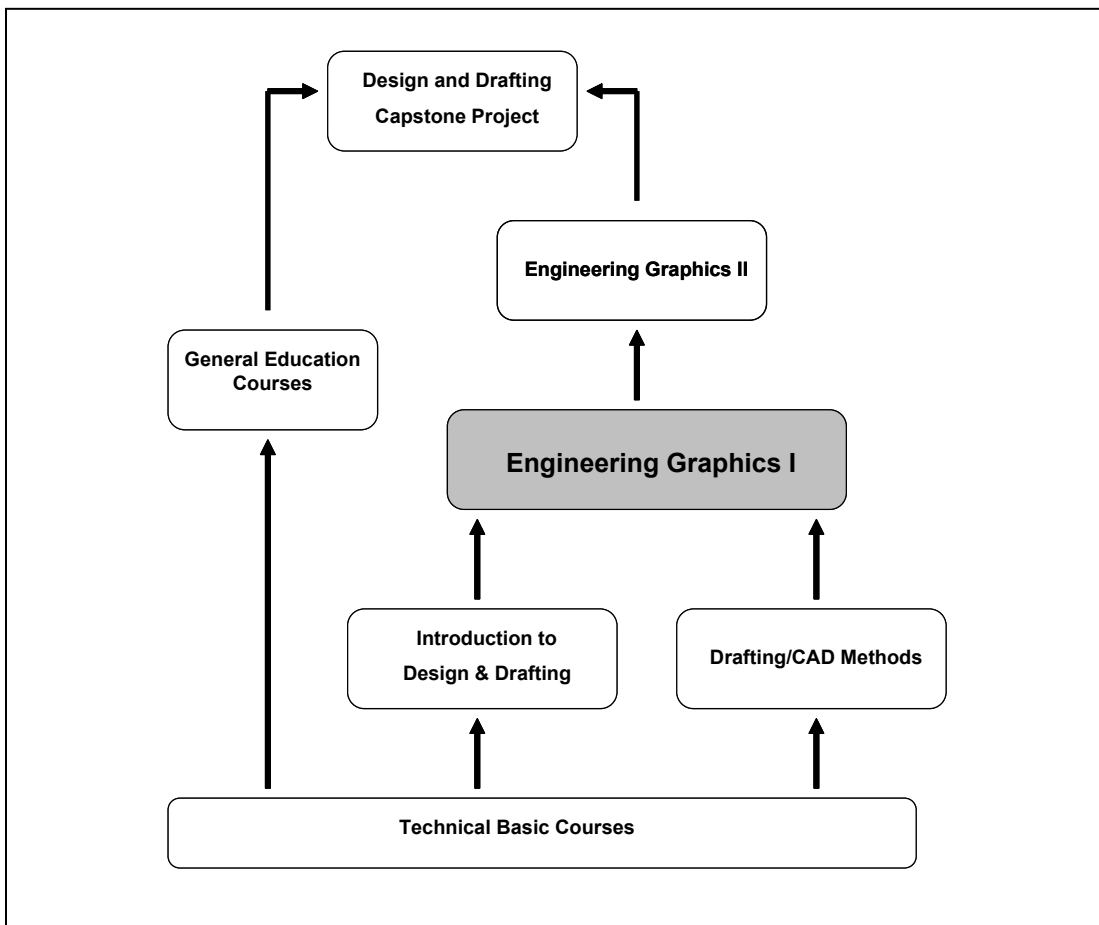 Design and Drafting
Capstone Project
Engineering Graphics II
General Education
Courses
Engineering Graphics I
Introduction to
Design & Drafting
Drafting/CAD Methods
Technical Basic Courses